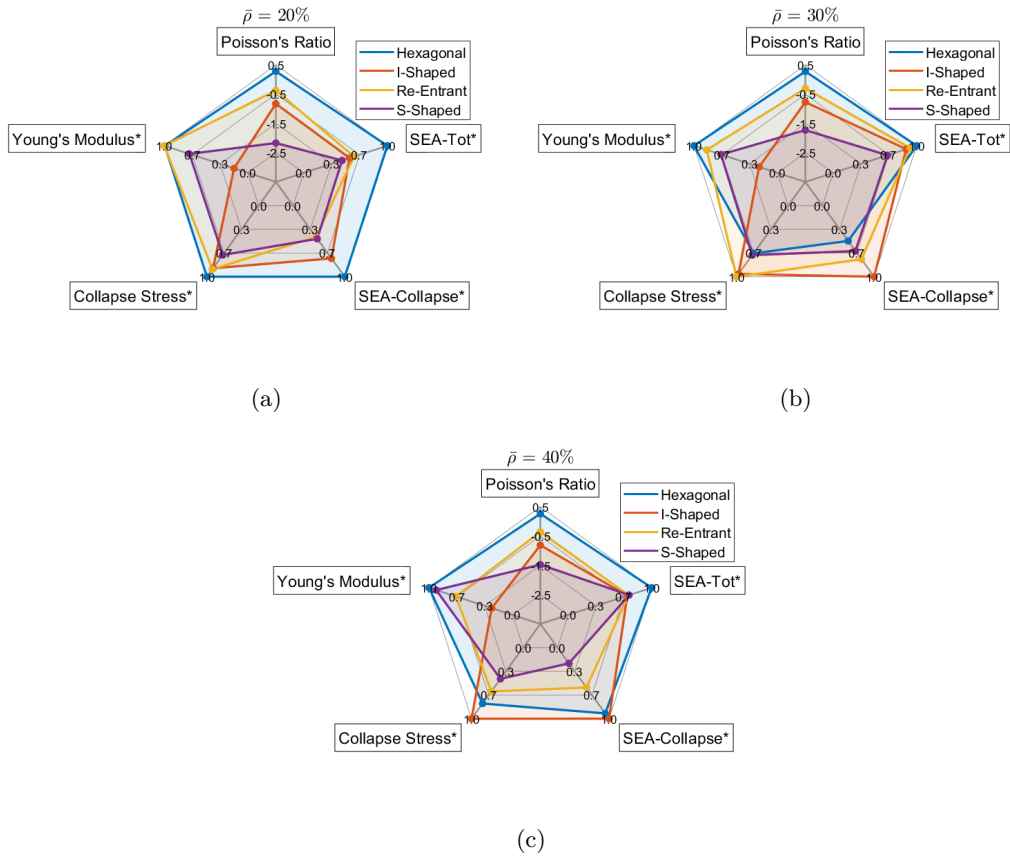 ρ̄ = 20%
Poisson's Ratio
Hexagonal
I-Shaped
Re-Entrant
S-Shaped
0.5
-0.5
-1.5
-2.5
Young's Modulus*
1.0 0.7 0.3 0.0
SEA-Tot*
0.0 0.3 0.7 1.0
Collapse Stress*
0.0 0.3 0.7 1.0
SEA-Collapse*
0.0 0.3 0.7 1.0
(a)
ρ̄ = 30%
Poisson's Ratio
Hexagonal
I-Shaped
Re-Entrant
S-Shaped
0.5
-0.5
-1.5
-2.5
Young's Modulus*
1.0 0.7 0.3 0.0
SEA-Tot*
0.0 0.3 0.7 1.0
Collapse Stress*
0.3 0.7 1.0
SEA-Collapse*
0.3 0.7 1.0
(b)
ρ̄ = 40%
Poisson's Ratio
Hexagonal
I-Shaped
Re-Entrant
S-Shaped
0.5
-0.5
-1.5
-2.5
Young's Modulus*
1.0 0.7 0.3 0.0
SEA-Tot*
0.0 0.3 0.7 1.0
Collapse Stress*
0.0 0.3 0.7 1.0
SEA-Collapse*
0.0 0.3 0.7 1.0
(c)